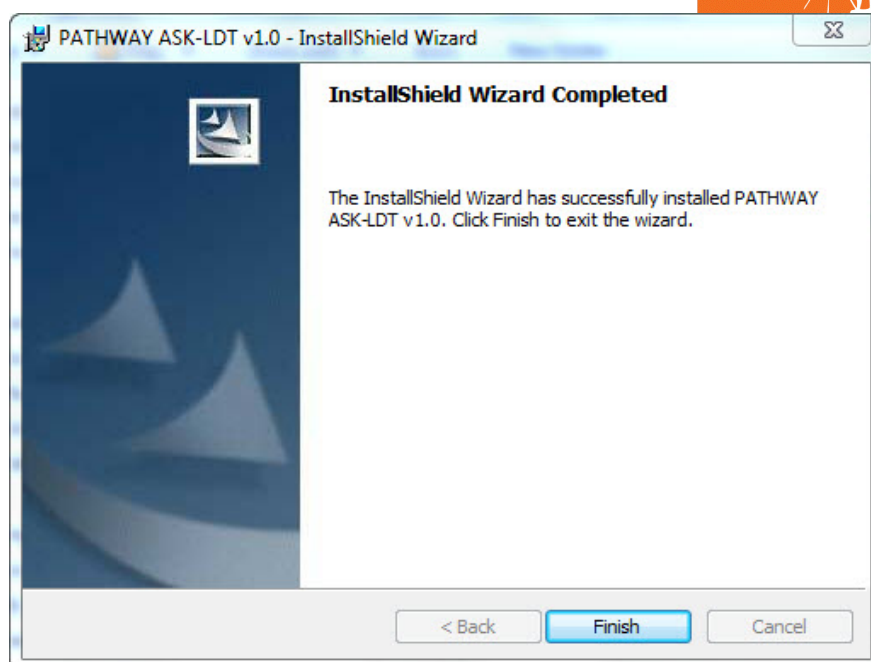 PATHWAY ASK-LDT v1.0 - InstallShield Wizard
InstallShield Wizard Completed
The InstallShield Wizard has successfully installed PATHWAY
ASK-LDT v1.0. Click Finish to exit the wizard.
< Back Finish Cancel